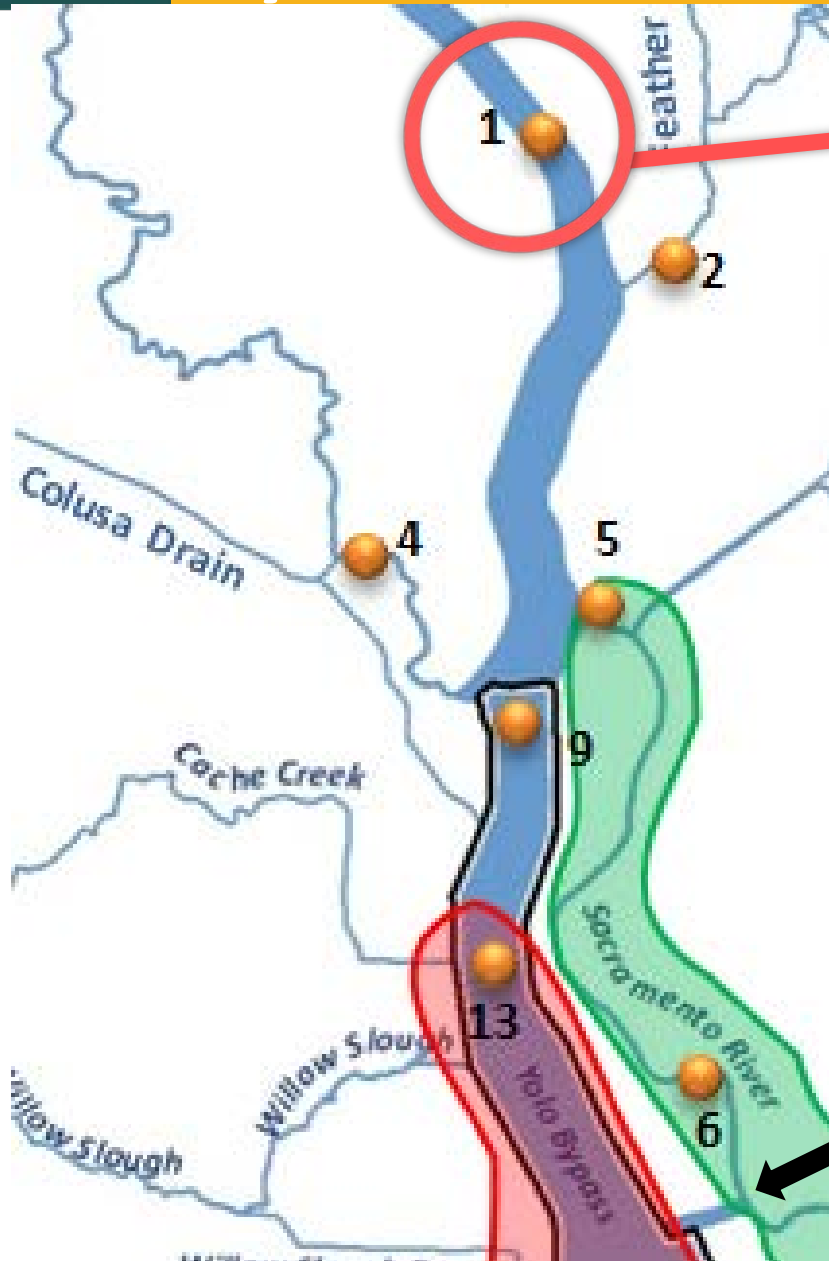 eather
1
2
Colusa Drain
4
5
9
Cache Creek
Sacramento River
13
Willow Slough
Yolo Bypass
6
Willow Slough